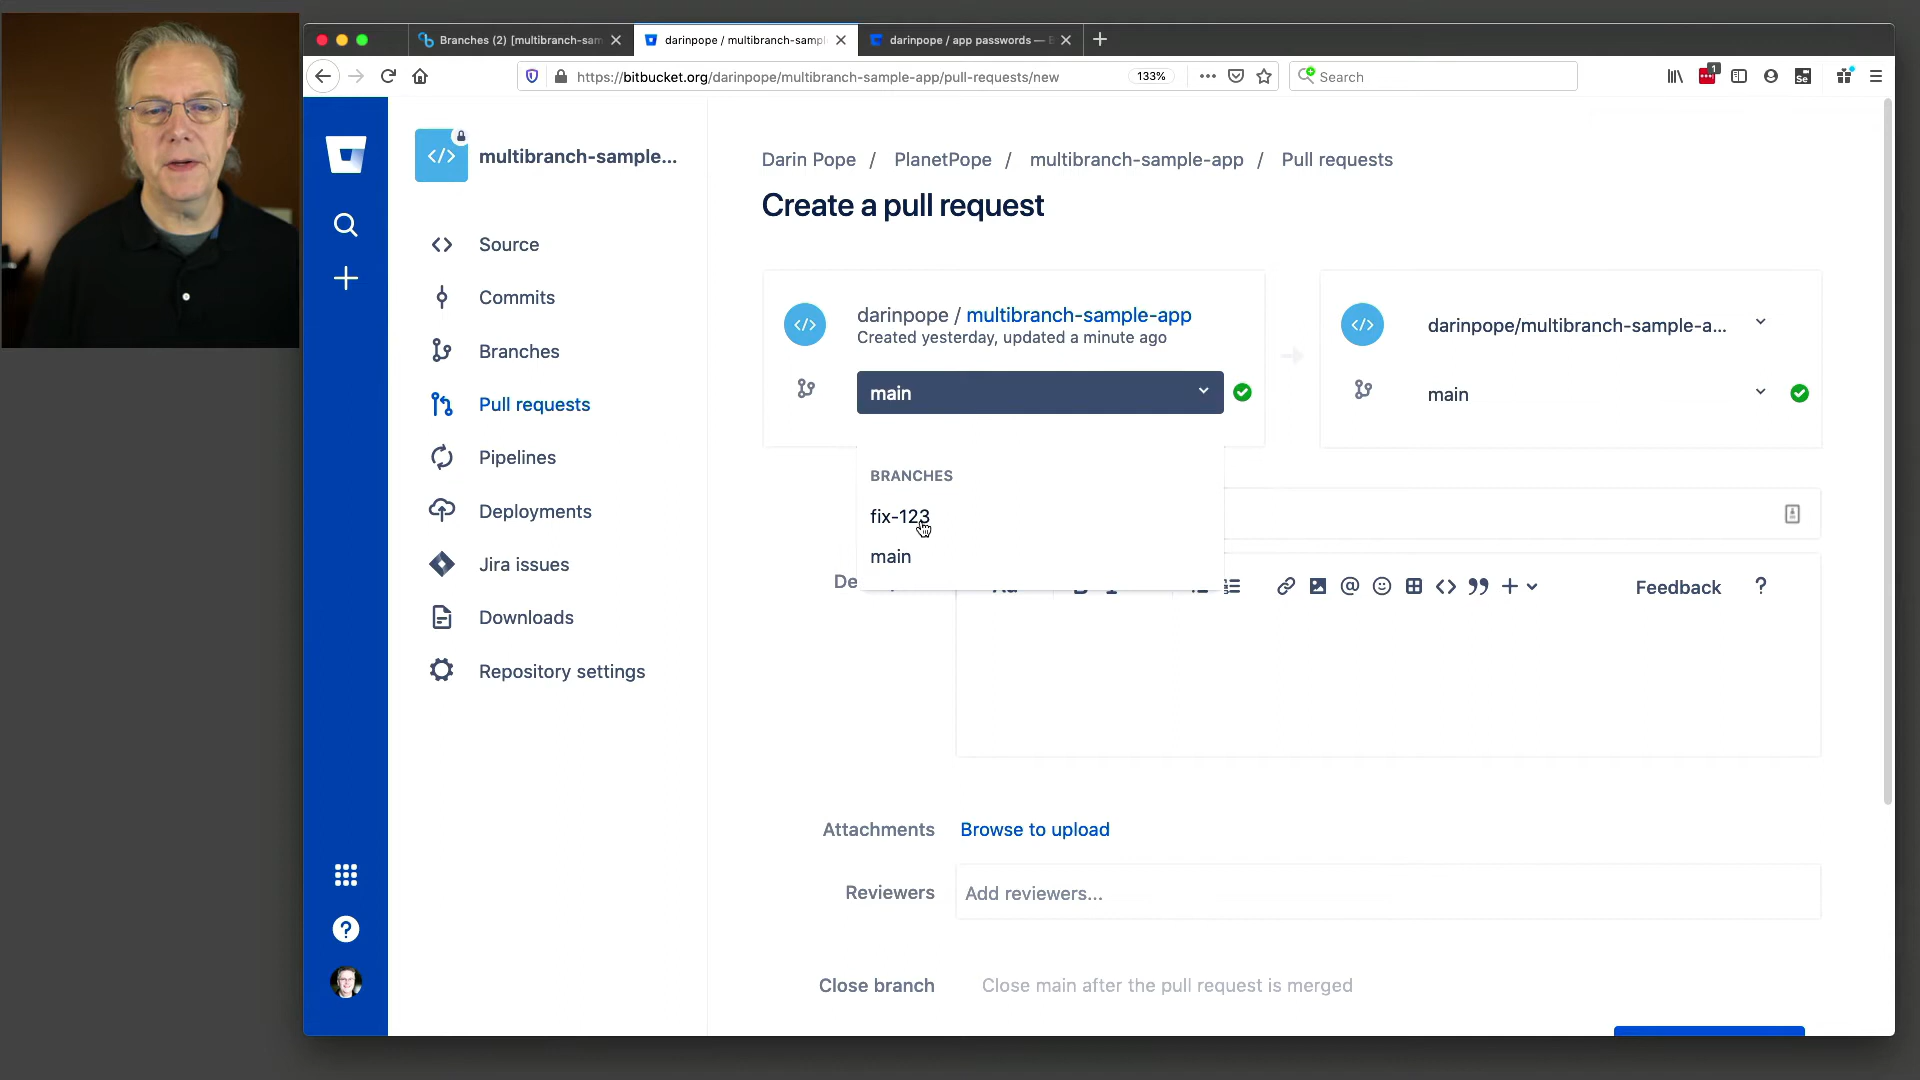 Branches (2) [multibranch-sam
darinpope / multibranch-sampl
darinpope / app passwords — B
https://bitbucket.org/darinpope/multibranch-sample-app/pull-requests/new
133%
Search
1
Se
multibranch-sample...
Source
Commits
Branches
Pull requests
Pipelines
Deployments
Jira issues
Downloads
Repository settings
Darin Pope / PlanetPope / multibranch-sample-app / Pull requests
Create a pull request
darinpope / multibranch-sample-app
Created yesterday, updated a minute ago
main
darinpope/multibranch-sample-a...
main
BRANCHES
fix-123
main
De
Feedback ?
Attachments Browse to upload
Reviewers Add reviewers...
Close branch Close main after the pull request is merged